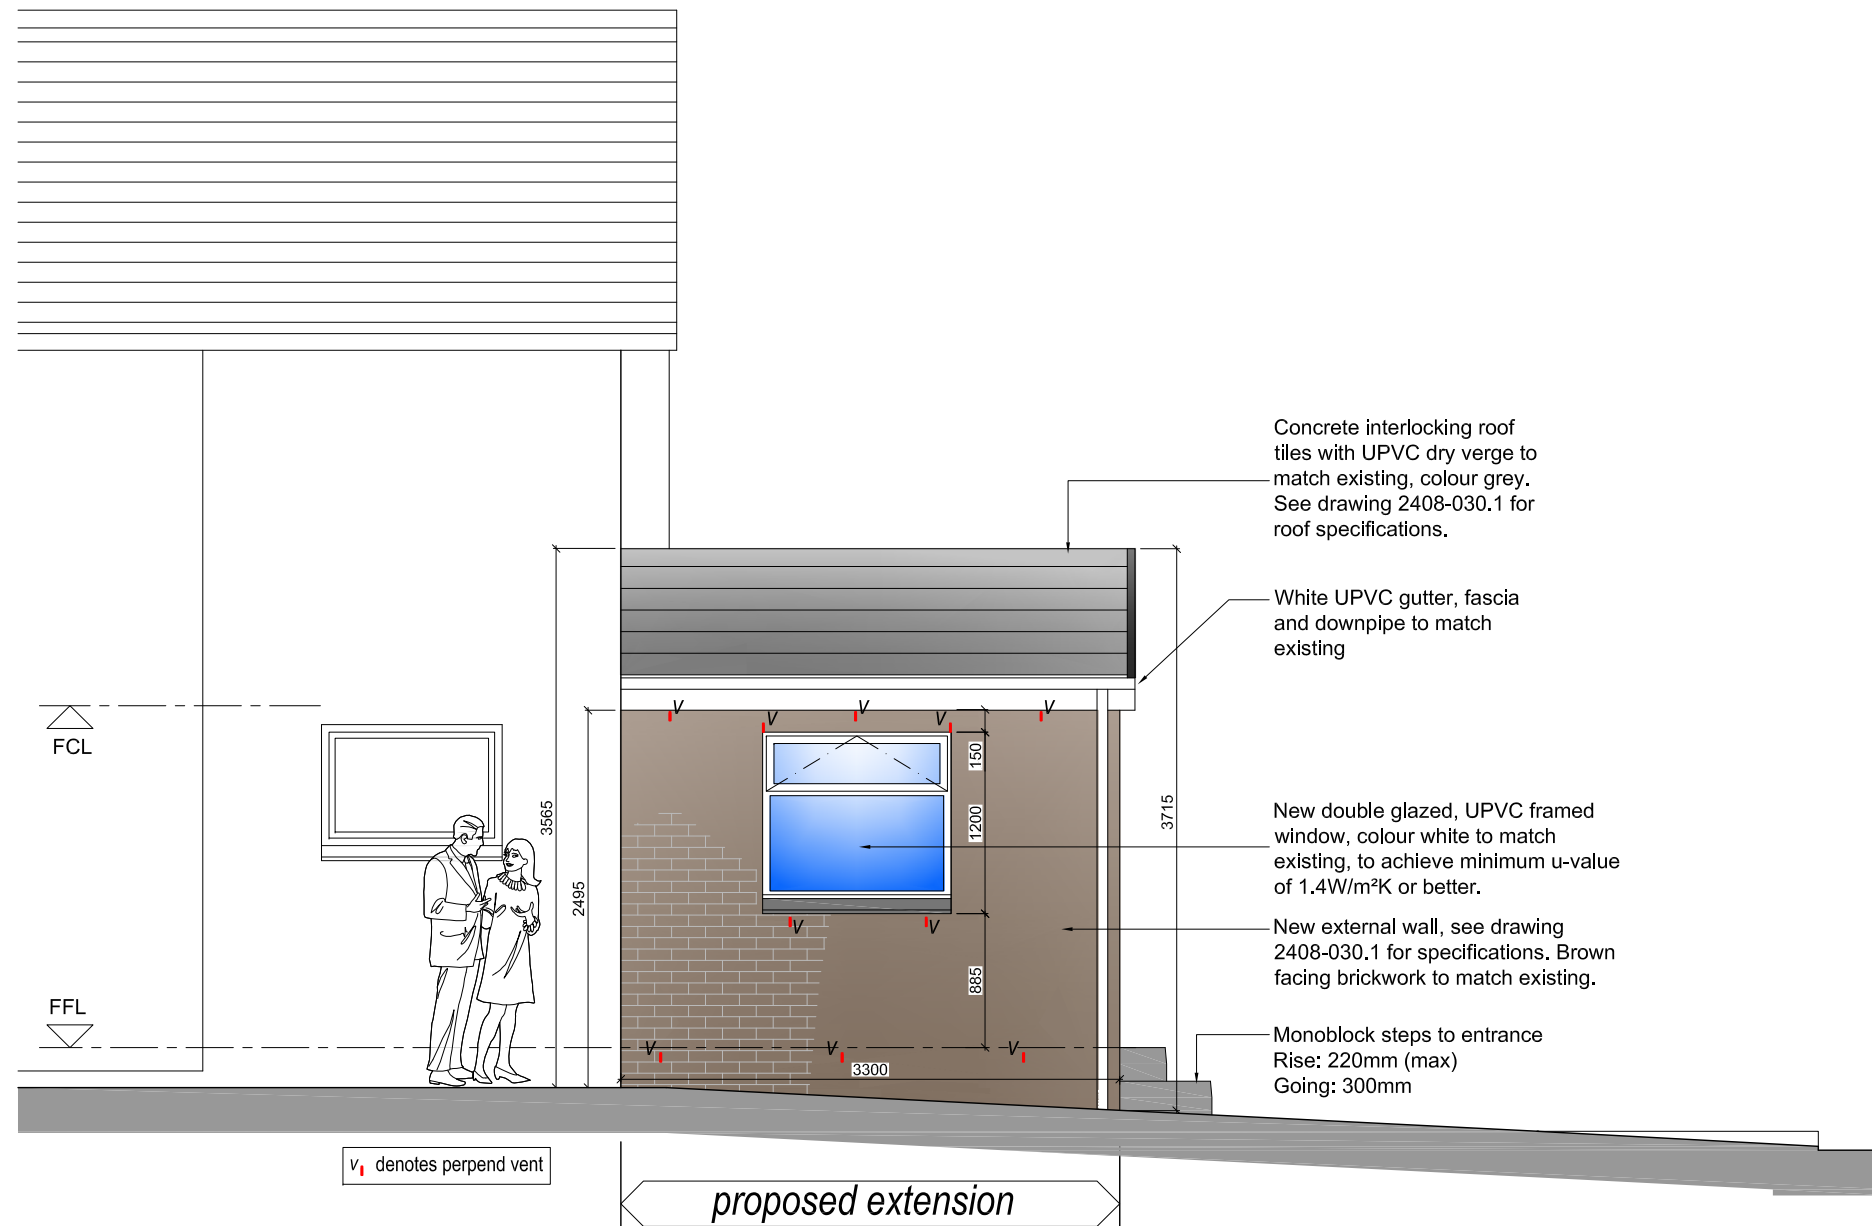 Concrete interlocking roof
tiles with UPVC dry verge to
match existing, colour grey.
See drawing 2408-030.1 for
roof specifications.
White UPVC gutter, fascia
and downpipe to match
existing
FCL
V
V
V
V
V
150
3565
1200
3715
New double glazed, UPVC framed
window, colour white to match
existing, to achieve minimum u-value
of 1.4W/m²K or better.
2495
V
V
New external wall, see drawing
2408-030.1 for specifications. Brown
facing brickwork to match existing.
885
FFL
V
V
V
3300
Monoblock steps to entrance
Rise: 220mm (max)
Going: 300mm
V denotes perpend vent
proposed extension